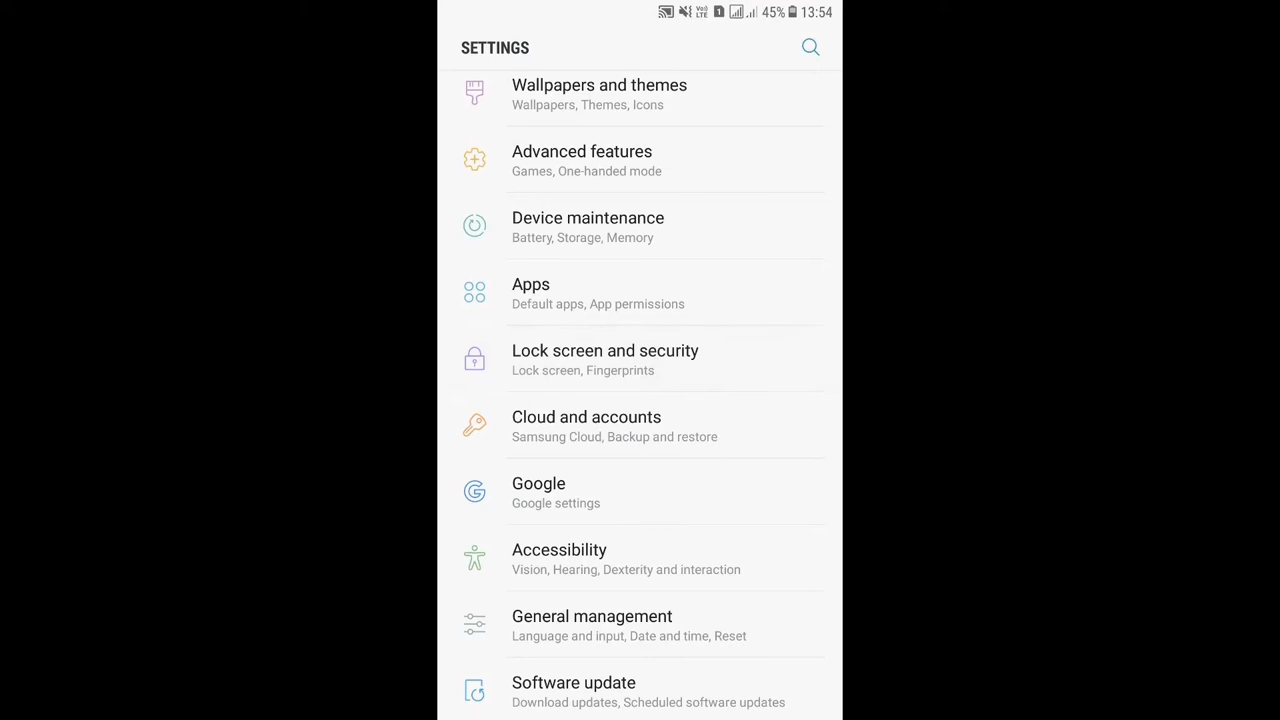 45% 13:54
SETTINGS
Wallpapers and themes
Wallpapers, Themes, Icons
Advanced features
Games, One-handed mode
Device maintenance
Battery, Storage, Memory
Apps
Default apps, App permissions
Lock screen and security
Lock screen, Fingerprints
Cloud and accounts
Samsung Cloud, Backup and restore
Google
Google settings
Accessibility
Vision, Hearing, Dexterity and interaction
General management
Language and input, Date and time, Reset
Software update
Download updates, Scheduled software updates